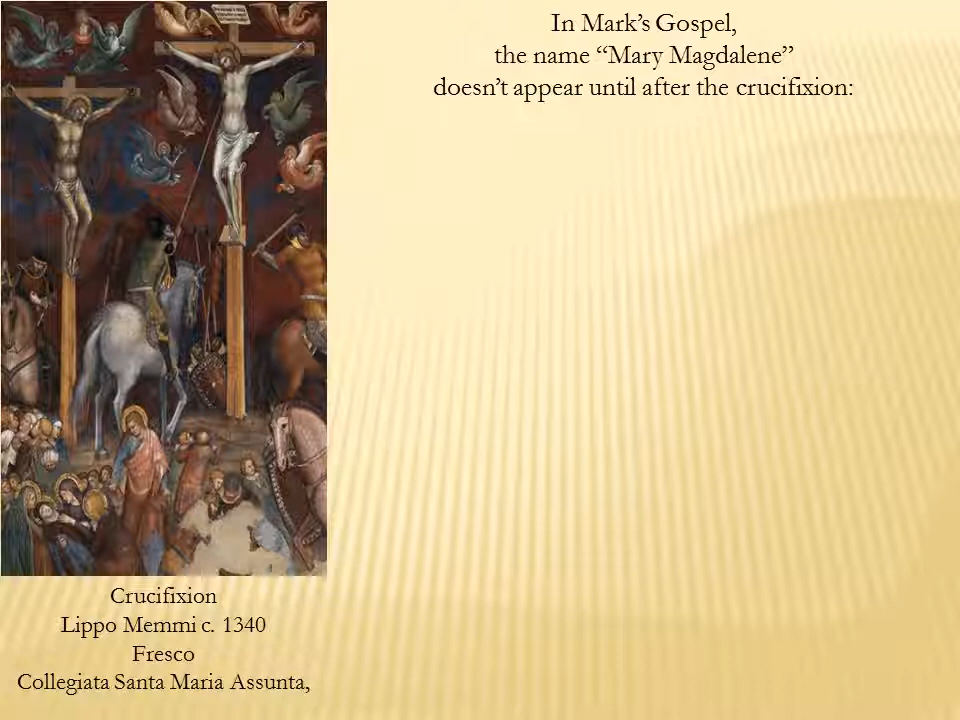 In Mark’s Gospel,
the name “Mary Magdalene”
doesn’t appear until after the crucifixion:
Crucifixion
Lippo Memmi c. 1340
Fresco
Collegiata Santa Maria Assunta,